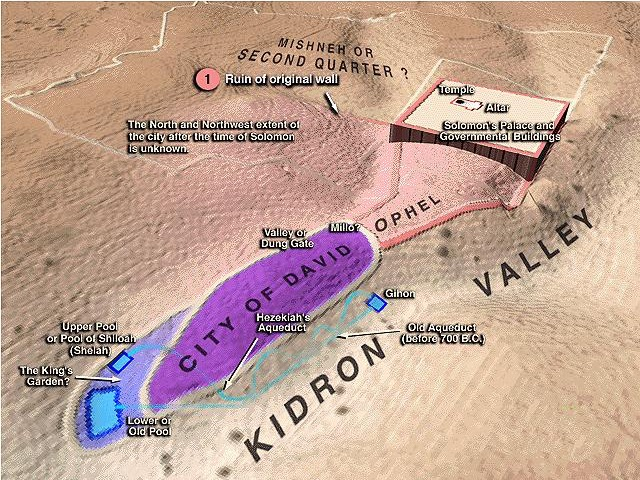 MISHNEH OR
SECOND QUARTER ?
1 Ruin of original wall
Temple
Altar
Solomon's Palace and
Governmental Buildings
The North and Northwest extent of
the city after the time of Solomon
is unknown.
OPHEL
Millo?
Valley or
Dung Gate
VALLEY
CITY OF DAVID
Gihon
Hezekiah's
Aqueduct
Old Aqueduct
(before 700 B.C.)
Upper Pool
or Pool of Shiloah
(Shelah)
The King's
Garden?
KIDRON
Lower or
Old Pool